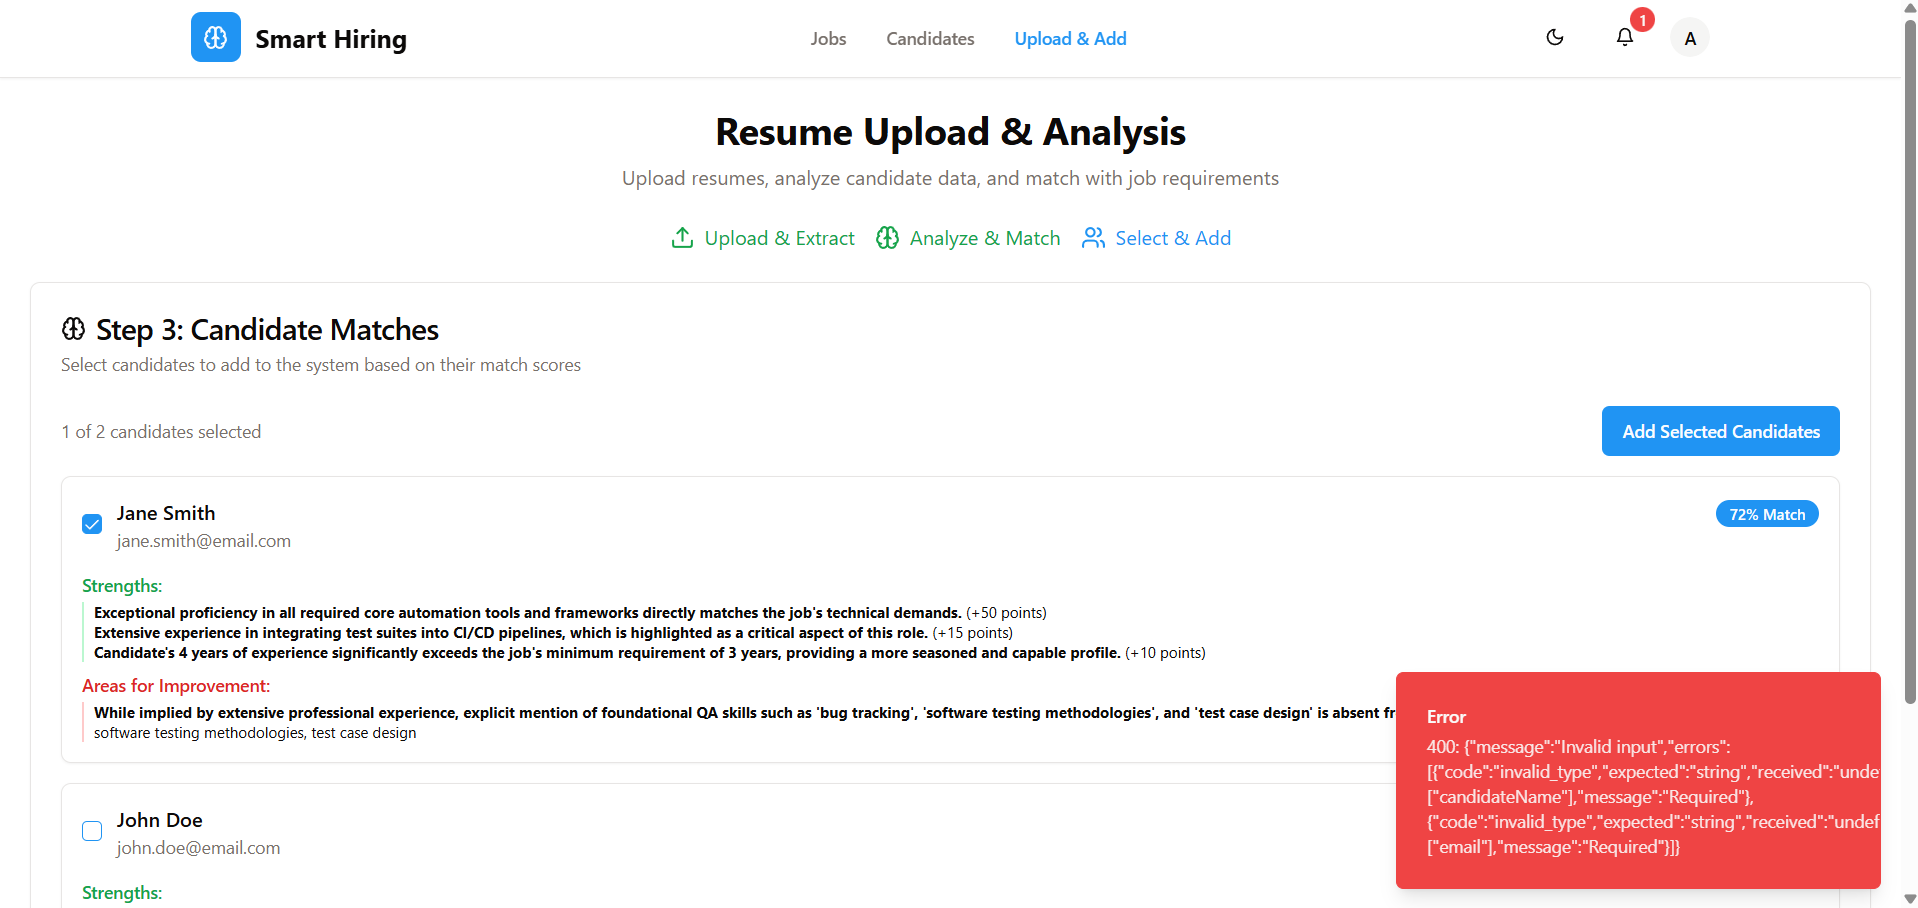 Smart Hiring
Jobs
Candidates
Upload & Add
1
A
Resume Upload & Analysis
Upload resumes, analyze candidate data, and match with job requirements
Upload & Extract
Analyze & Match
Select & Add
Step 3: Candidate Matches
Select candidates to add to the system based on their match scores
1 of 2 candidates selected
Add Selected Candidates
Jane Smith
jane.smith@email.com
72% Match
Strengths:
Exceptional proficiency in all required core automation tools and frameworks directly matches the job's technical demands. (+50 points)
Extensive experience in integrating test suites into CI/CD pipelines, which is highlighted as a critical aspect of this role. (+15 points)
Candidate's 4 years of experience significantly exceeds the job's minimum requirement of 3 years, providing a more seasoned and capable profile. (+10 points)
Areas for Improvement:
While implied by extensive professional experience, explicit mention of foundational QA skills such as 'bug tracking', 'software testing methodologies', and 'test case design' is absent fr
software testing methodologies, test case design
John Doe
john.doe@email.com
Strengths:
Error
400: {"message":"Invalid input","errors":
[{"code":"invalid_type","expected":"string","received":"unde
["candidateName"],"message":"Required"},
{"code":"invalid_type","expected":"string","received":"undef
["email"],"message":"Required"}]}